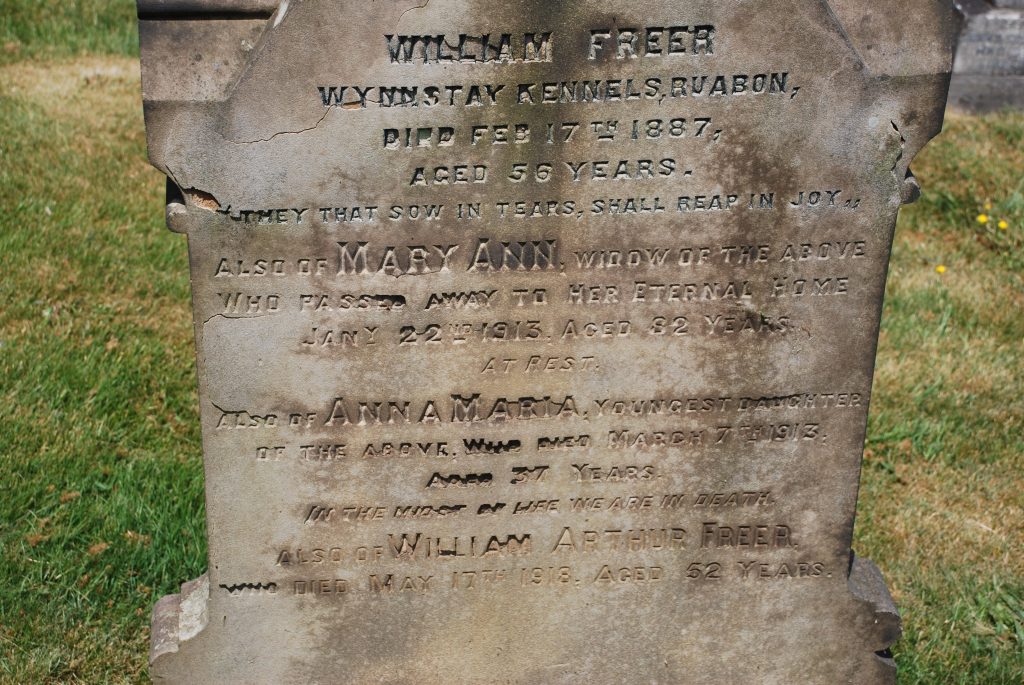 WILLIAM FREER
WYNNSTAY KENNELS, RUABON,
DIED FEB 17TH 1887,
AGED 56 YEARS.
"THEY THAT SOW IN TEARS, SHALL REAP IN JOY,"
ALSO OF MARY ANN, WIDOW OF THE ABOVE
WHO PASSED AWAY TO HER ETERNAL HOME
JANY 22ND 1913, AGED 82 YEARS.
AT REST.
ALSO OF ANNA MARIA, YOUNGEST DAUGHTER
OF THE ABOVE, WHO DIED MARCH 7TH 1913,
AGED 37 YEARS.
IN THE MIDST OF LIFE WE ARE IN DEATH.
ALSO OF WILLIAM ARTHUR FREER,
WHO DIED MAY 17TH 1918, AGED 52 YEARS.